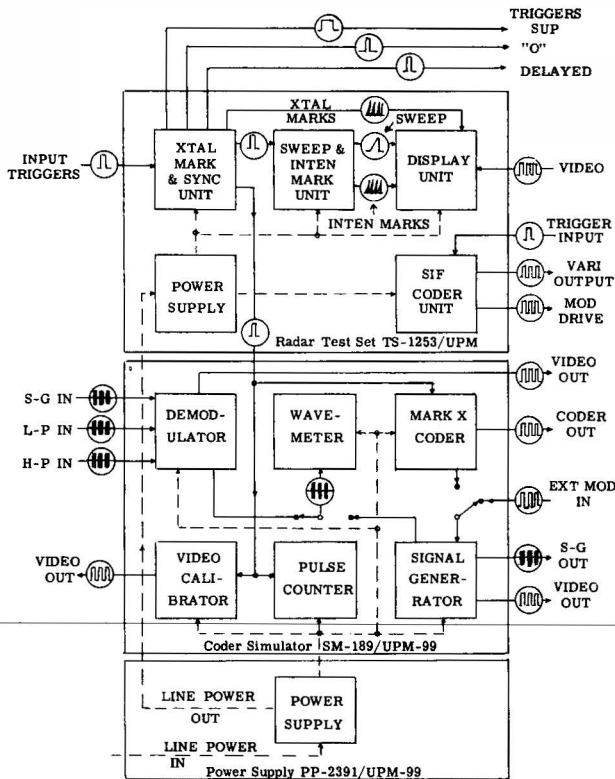 TRIGGERS
SUP
"O"
DELAYED
XTAL
MARKS
SWEEP
INPUT
TRIGGERS
XTAL
MARK
& SYNC
UNIT
SWEEP &
INTEN
MARK
UNIT
DISPLAY
UNIT
VIDEO
INTEN MARKS
TRIGGER
INPUT
POWER
SUPPLY
SIF
CODER
UNIT
VARI
OUTPUT
MOD
DRIVE
Radar Test Set TS-1253/UPM
VIDEO
OUT
S-G IN
L-P IN
H-P IN
DEMOD-
ULATOR
WAVE-
METER
MARK X
CODER
CODER
OUT
EXT MOD
IN
VIDEO
OUT
VIDEO
CALI-
BRATOR
PULSE
COUNTER
SIGNAL
GENER-
ATOR
S-G
OUT
VIDEO
OUT
Coder Simulator SM-189/UPM-99
LINE POWER
OUT
POWER
SUPPLY
LINE POWER
IN
Power Supply PP-2391/UPM-99